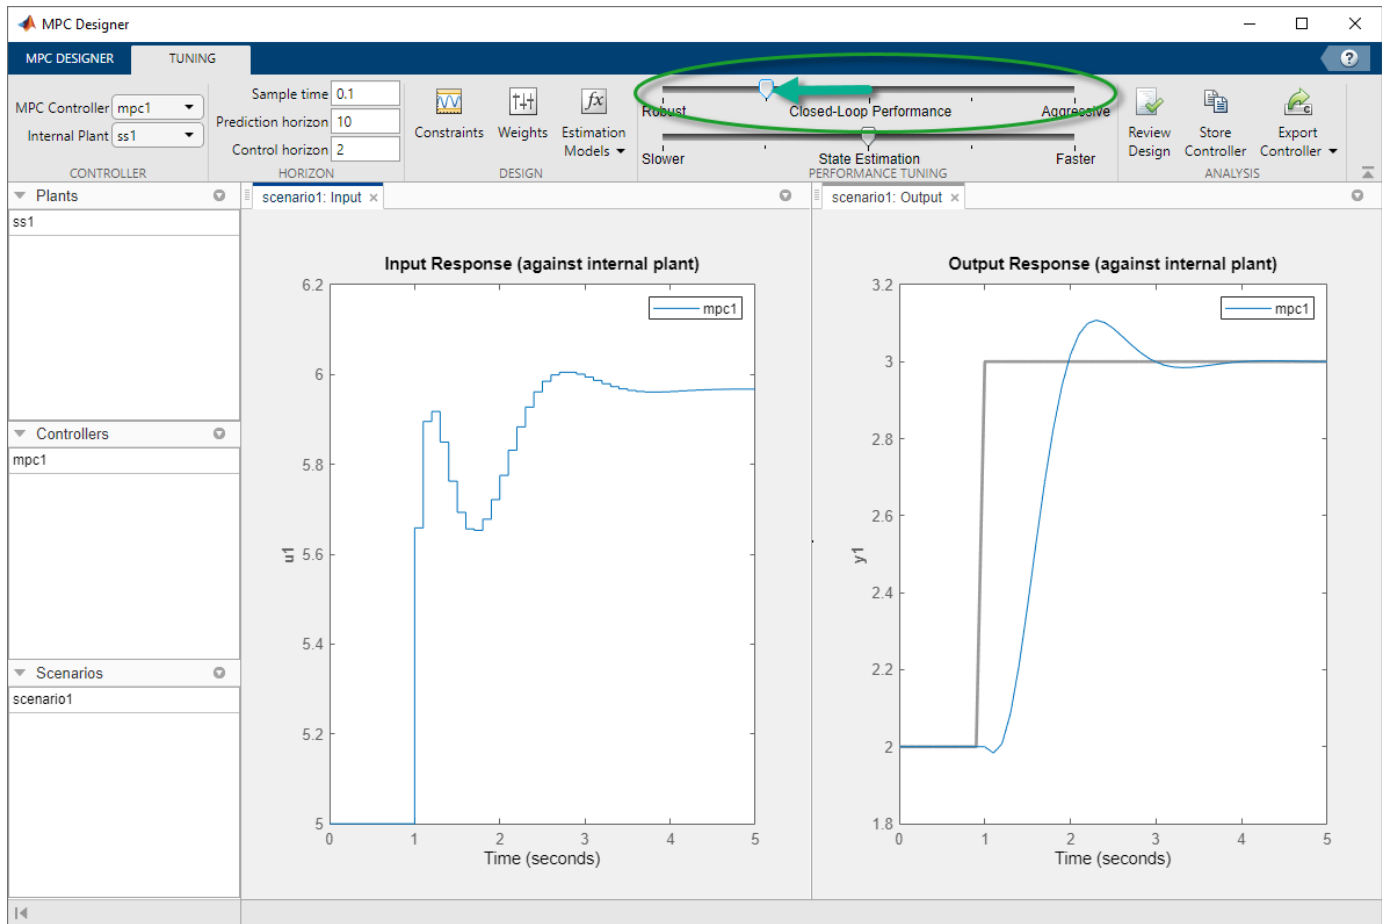 MPC Designer
MPC DESIGNER
TUNING
?
MPC Controller mpc1
Internal Plant ss1
CONTROLLER
Sample time 0.1
Prediction horizon 10
Control horizon 2
HORIZON
Constraints
Weights
fx
Estimation
Models
DESIGN
Robust
Closed-Loop Performance
Aggressive
Slower
State Estimation
Faster
PERFORMANCE TUNING
Review
Design
Store
Controller
C
Export
Controller
ANALYSIS
Plants
ss1
Controllers
mpc1
Scenarios
scenario1
scenario1: Input
Input Response (against internal plant)
mpc1
6.2
6
5.8
5.6
5.4
5.2
5
u1
0 1 2 3 4 5
Time (seconds)
scenario1: Output
Output Response (against internal plant)
mpc1
3.2
3
2.8
2.6
2.4
2.2
2
1.8
y1
0 1 2 3 4 5
Time (seconds)